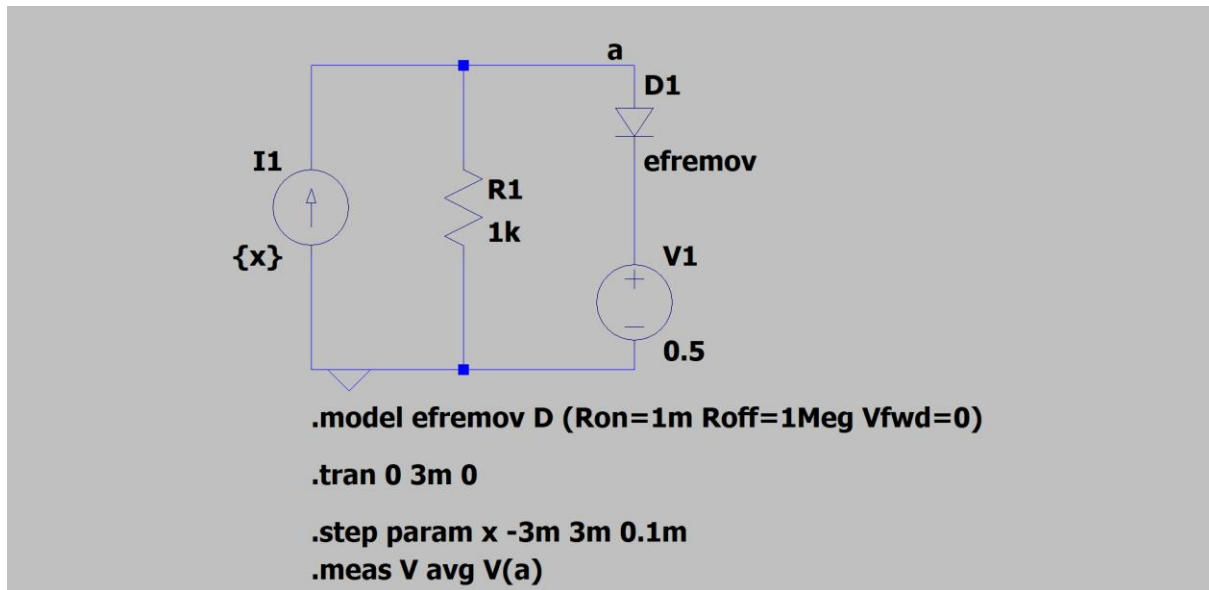 a
D1
I1
efremov
R1
1k
{x}
V1
0.5
.model efremov D (Ron=1m Roff=1Meg Vfwd=0)
.tran 0 3m 0
.step param x -3m 3m 0.1m
.meas V avg V(a)